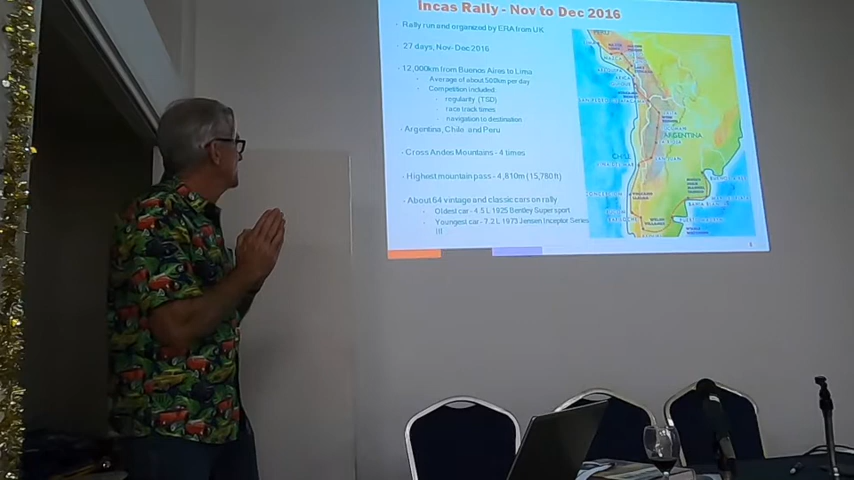 Incas Rally - Nov to Dec 2016
Rally run and organized by ERA from UK
27 days, Nov-Dec 2016
12,000km from Buenos Aires to Lima
Average of about 500km per day
Competition included
regularity (TSD)
race track times
navigation to destination
Argentina, Chile and Peru
Cross Andes Mountains - 4 times
Highest mountain pass - 4,810m (15,780ft)
About 64 vintage and classic cars on rally
Oldest car - 4.5 L 1925 Bentley Super Sport
Youngest car - 7.2 L 1973 Jensen Inceptor Series
III
CHILE
ARGENTINA